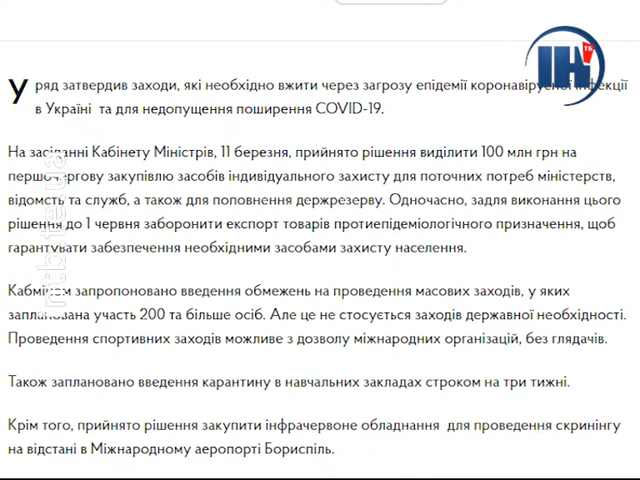 Уряд затвердив заходи, які необхідно вжити через загрозу епідемії коронавірусної інфекції
в Україні та для недопущення поширення COVID-19.
На засіданні Кабінету Міністрів, 11 березня, прийнято рішення виділити 100 млн грн на
першочергову закупівлю засобів індивідуального захисту для поточних потреб міністерств,
відомств та служб, а також для поповнення держрезерву. Одночасно, задля виконання цього
рішення до 1 червня заборонити експорт товарів протиепідеміологічного призначення, щоб
гарантувати забезпечення необхідними засобами захисту населення.
Кабміном запропоновано введення обмежень на проведення масових заходів, у яких
запланована участь 200 та більше осіб. Але це не стосується заходів державної необхідності.
Проведення спортивних заходів можливе з дозволу міжнародних організацій, без глядачів.
Також заплановано введення карантину в навчальних закладах строком на три тижні.
Крім того, прийнято рішення закупити інфрачервоне обладнання для проведення скринінгу
на відстані в Міжнародному аеропорті Бориспіль.